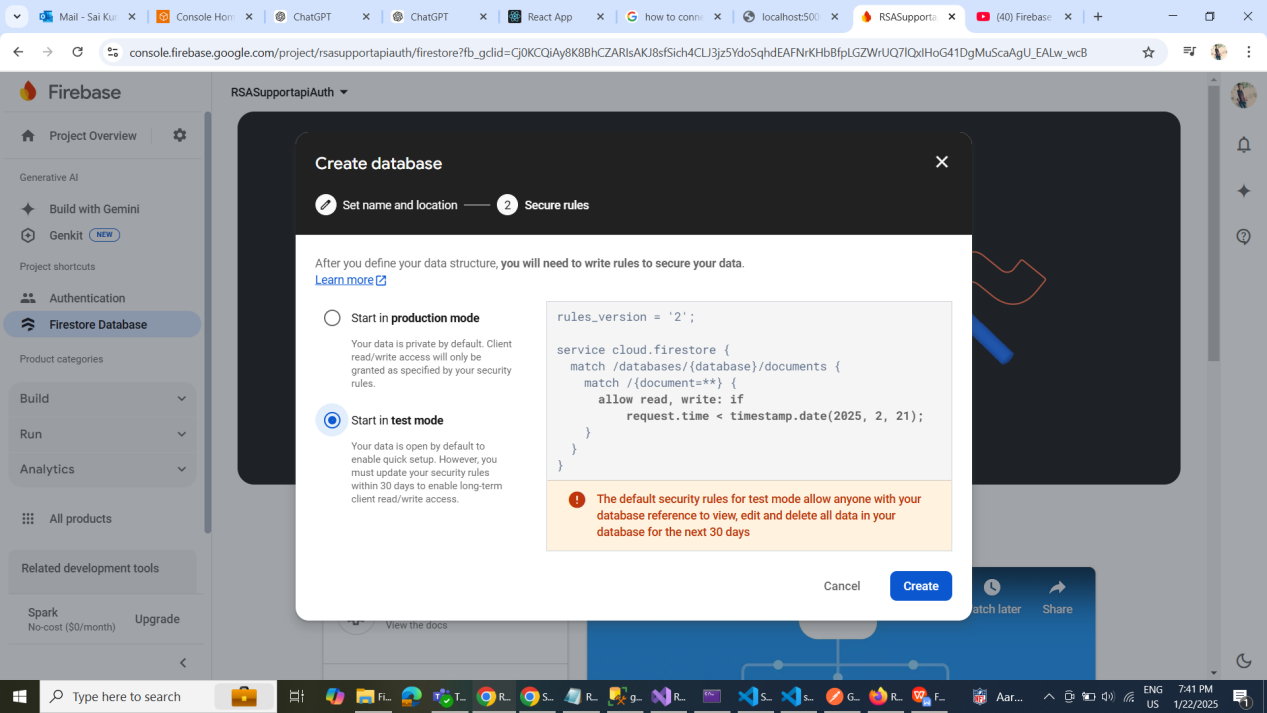 Mail - Sai Kur
Console Hom
ChatGPT
ChatGPT
React App
how to conne
localhost:500
RSASupporta
(40) Firebase
console.firebase.google.com/project/rsasupportapiauth/firestore?fb_gclid=Cj0KCQiAy8K8BhCZARIsAKJ8sfSich4CLJ3jz5YdoSqhdEAFNrKHbBfpLGZWrUQ7lQxIHoG41DgMuScaAgU_EALw_wcB
Firebase
RSASupportapiAuth
Project Overview
Generative AI
Build with Gemini
Genkit NEW
Project shortcuts
Authentication
Firestore Database
Product categories
Build
Run
Analytics
All products
Related development tools
Spark
No-cost ($0/month)
Upgrade
Create database
Set name and location
2 Secure rules
After you define your data structure, you will need to write rules to secure your data.
Learn more
Start in production mode
Your data is private by default. Client
read/write access will only be
granted as specified by your security
rules.
Start in test mode
Your data is open by default to
enable quick setup. However, you
must update your security rules
within 30 days to enable long-term
client read/write access.
rules_version = '2';
service cloud.firestore {
match /databases/{database}/documents {
match /{document=**} {
allow read, write: if
request.time < timestamp.date(2025, 2, 21);
}
}
}
! The default security rules for test mode allow anyone with your
database reference to view, edit and delete all data in your
database for the next 30 days
Cancel
Create
View the docs
atch later
Share
Type here to search
Fi...
T...
R...
S...
R...
g...
R...
S...
s...
G...
R...
F...
Aar...
ENG
US
7:41 PM
1/22/2025
1